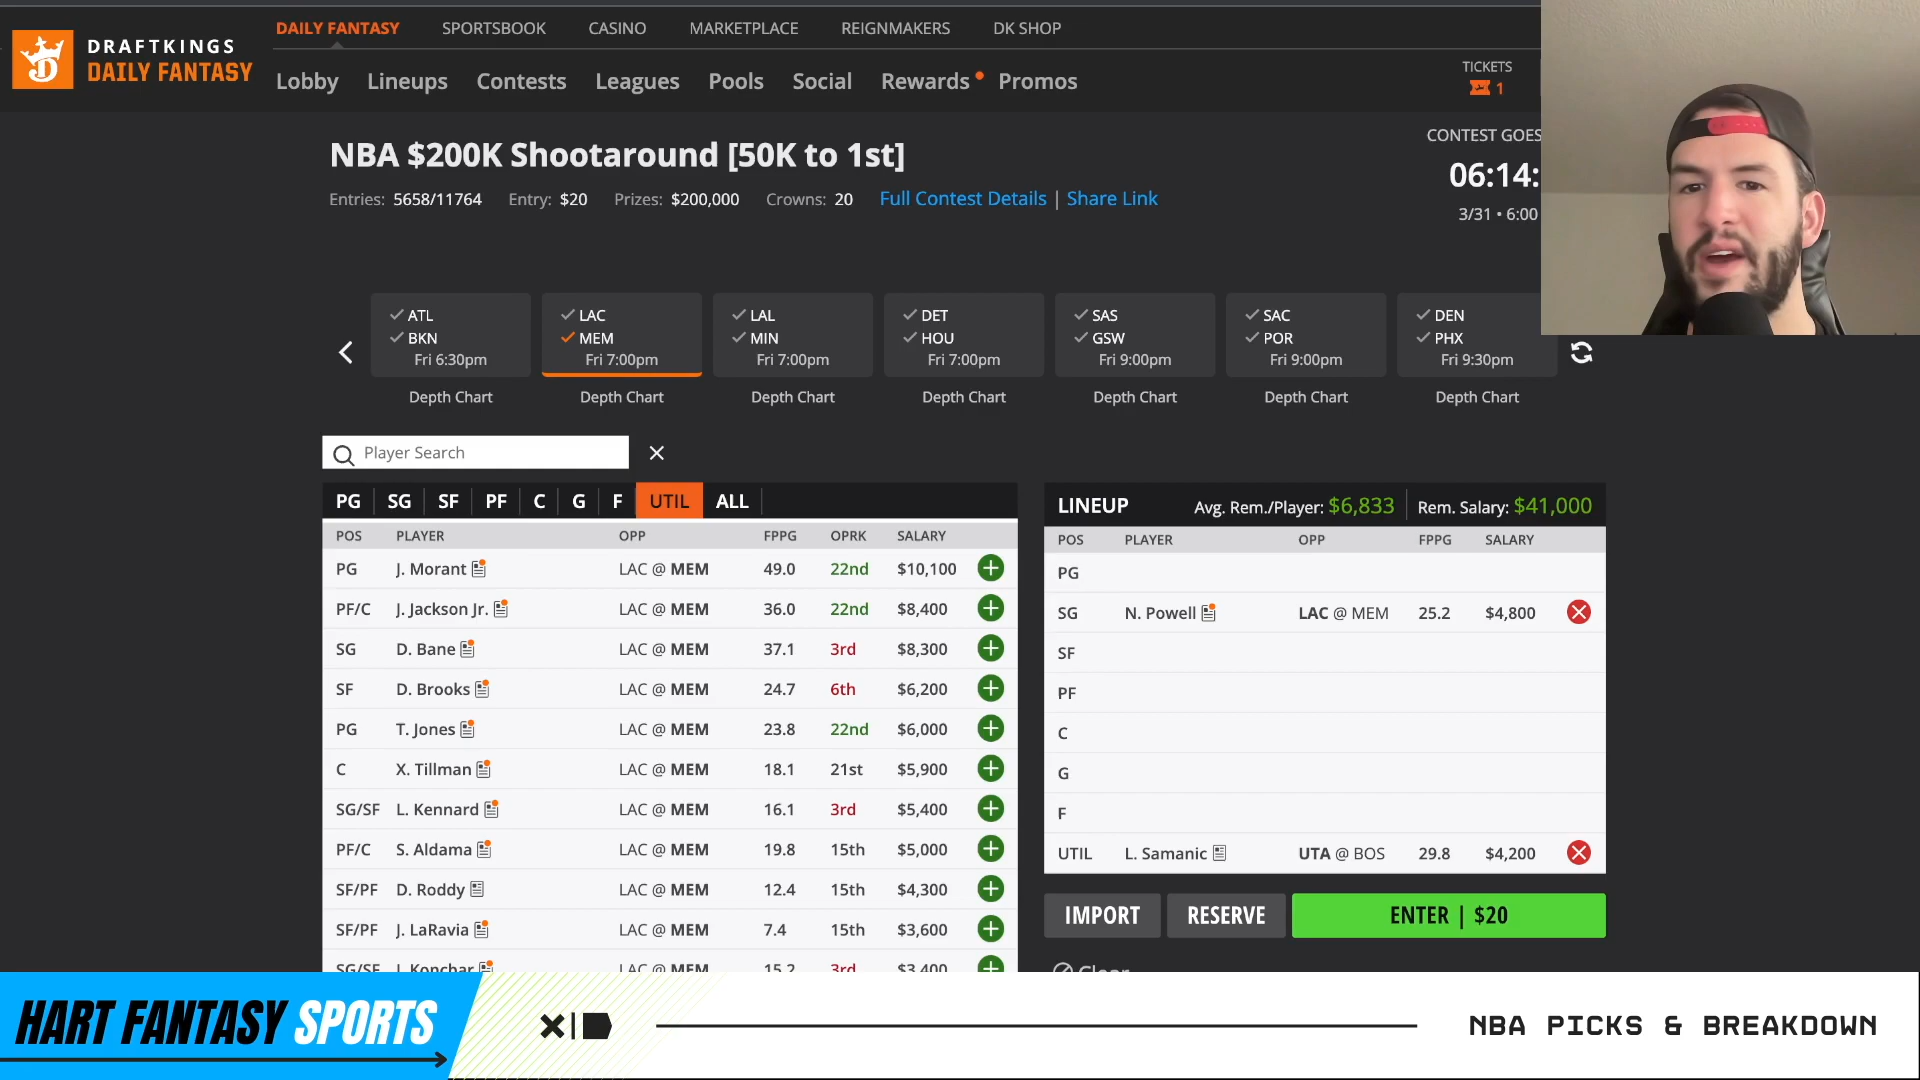 DAILY FANTASY SPORTSBOOK CASINO MARKETPLACE REIGNMAKERS DK SHOP
DRAFTKINGS
DAILY FANTASY
Lobby Lineups Contests Leagues Pools Social Rewards Promos
TICKETS
1
NBA $200K Shootaround [50K to 1st]
Entries: 5658/11764 Entry: $20 Prizes: $200,000 Crowns: 20 Full Contest Details | Share Link
CONTEST GOES
06:14:
3/31 • 6:00
ATL
BKN
Fri 6:30pm
Depth Chart
LAC
MEM
Fri 7:00pm
Depth Chart
LAL
MIN
Fri 7:00pm
Depth Chart
DET
HOU
Fri 7:00pm
Depth Chart
SAS
GSW
Fri 9:00pm
Depth Chart
SAC
POR
Fri 9:00pm
Depth Chart
DEN
PHX
Fri 9:30pm
Depth Chart
Player Search
PG SG SF PF C G F UTIL ALL
POS PLAYER OPP FPPG OPRK SALARY
PG J. Morant LAC @ MEM 49.0 22nd $10,100
PF/C J. Jackson Jr. LAC @ MEM 36.0 22nd $8,400
SG D. Bane LAC @ MEM 37.1 3rd $8,300
SF D. Brooks LAC @ MEM 24.7 6th $6,200
PG T. Jones LAC @ MEM 23.8 22nd $6,000
C X. Tillman LAC @ MEM 18.1 21st $5,900
SG/SF L. Kennard LAC @ MEM 16.1 3rd $5,400
PF/C S. Aldama LAC @ MEM 19.8 15th $5,000
SF/PF D. Roddy LAC @ MEM 12.4 15th $4,300
SF/PF J. LaRavia LAC @ MEM 7.4 15th $3,600
SG/SF J. Konchar LAC @ MEM 15.2 3rd $3,400
LINEUP Avg. Rem./Player: $6,833 Rem. Salary: $41,000
POS PLAYER OPP FPPG SALARY
PG
SG N. Powell LAC @ MEM 25.2 $4,800
SF
PF
C
G
F
UTIL L. Samanic UTA @ BOS 29.8 $4,200
IMPORT RESERVE ENTER | $20
Clear
HART FANTASY SPORTS
NBA PICKS & BREAKDOWN